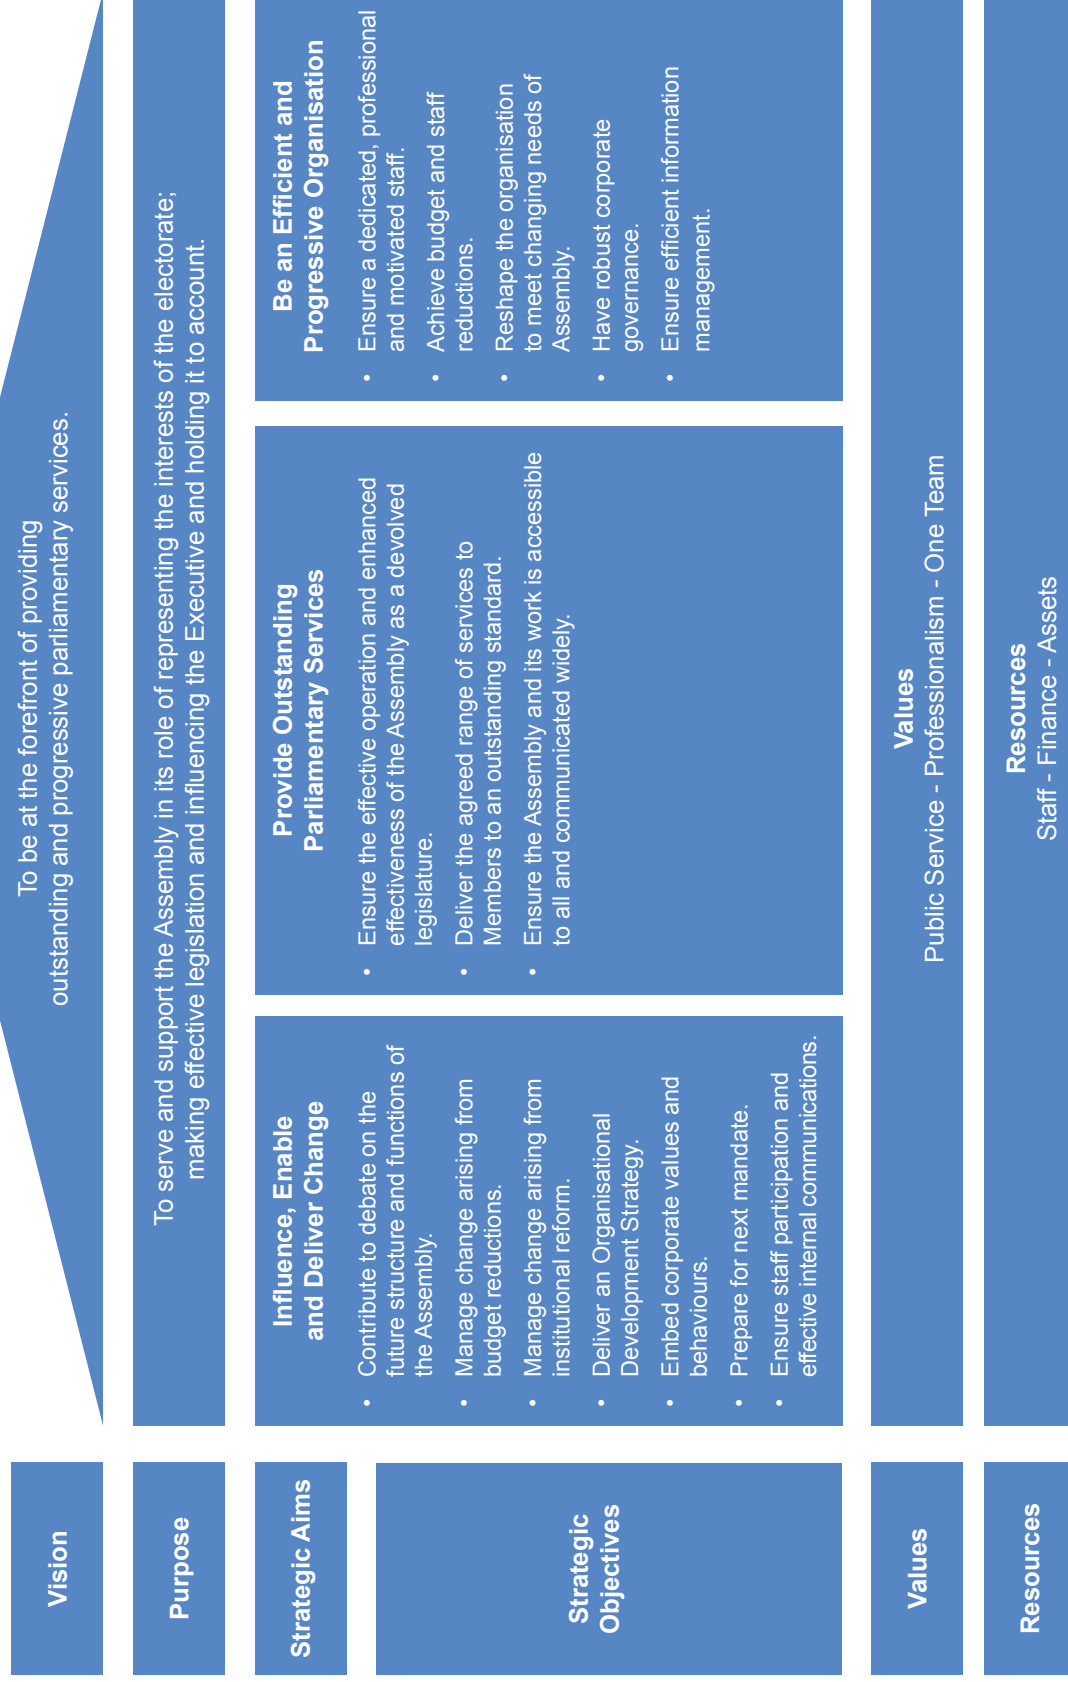 Vision
To be at the forefront of providing
outstanding and progressive parliamentary services.
Purpose
To serve and support the Assembly in its role of representing the interests of the electorate;
making effective legislation and influencing the Executive and holding it to account.
Strategic Aims
Strategic
Objectives
Influence, Enable
and Deliver Change
• Contribute to debate on the
future structure and functions of
the Assembly.
• Manage change arising from
budget reductions.
• Manage change arising from
institutional reform.
• Deliver an Organisational
Development Strategy.
• Embed corporate values and
behaviours.
• Prepare for next mandate.
• Ensure staff participation and
effective internal communications.
Provide Outstanding
Parliamentary Services
• Ensure the effective operation and enhanced
effectiveness of the Assembly as a devolved
legislature.
• Deliver the agreed range of services to
Members to an outstanding standard.
• Ensure the Assembly and its work is accessible
to all and communicated widely.
Be an Efficient and
Progressive Organisation
• Ensure a dedicated, professional
and motivated staff.
• Achieve budget and staff
reductions.
• Reshape the organisation
to meet changing needs of
Assembly.
• Have robust corporate
governance.
• Ensure efficient information
management.
Values
Values
Public Service - Professionalism - One Team
Resources
Resources
Staff - Finance - Assets